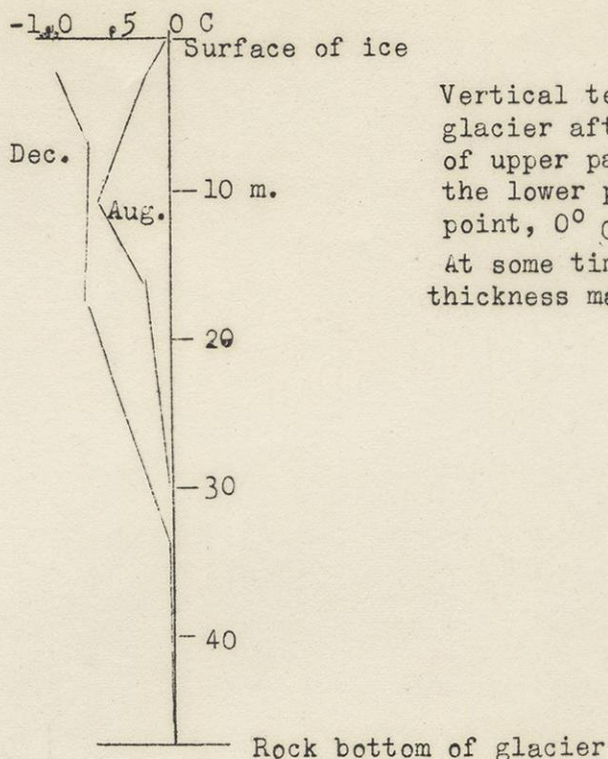 -1.0 .5 0 C
Surface of ice
Vertical te
glacier aft
of upper pa
Dec.
the lower p
-10 m.
Aug.
point, 0°
At some tim
thickness ma
- 20
-30
- 40
Rock bottom of glacier